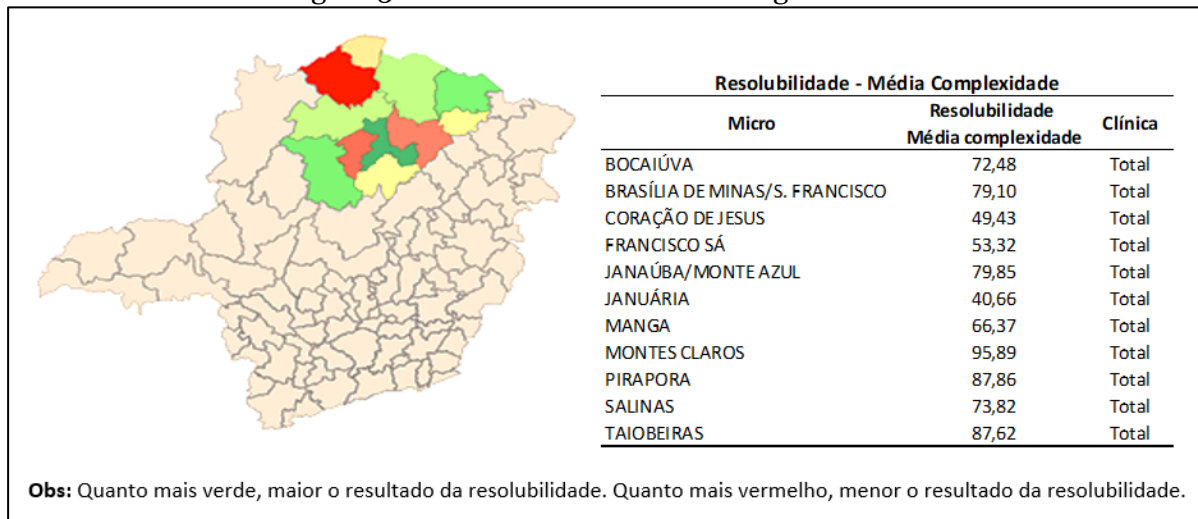 Resolubilidade - Média Complexidade
Micro Resolubilidade Média complexidade Clínica
BOCAIÚVA 72,48 Total
BRASÍLIA DE MINAS/S. FRANCISCO 79,10 Total
CORAÇÃO DE JESUS 49,43 Total
FRANCISCO SÁ 53,32 Total
JANAÚBA/MONTE AZUL 79,85 Total
JANUÁRIA 40,66 Total
MANGA 66,37 Total
MONTES CLAROS 95,89 Total
PIRAPORA 87,86 Total
SALINAS 73,82 Total
TAIOBEIRAS 87,62 Total
Obs: Quanto mais verde, maior o resultado da resolubilidade. Quanto mais vermelho, menor o resultado da resolubilidade.